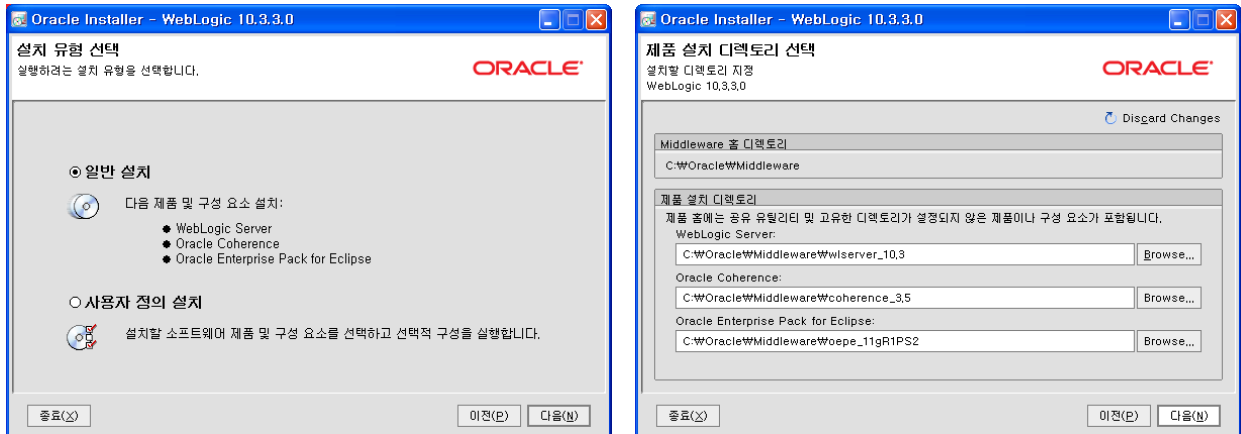 Oracle Installer - WebLogic 10.3.3.0
설치 유형 선택
실행하려는 설치 유형을 선택합니다.
ORACLE
일반 설치
다음 제품 및 구성 요소 설치:
● WebLogic Server
● Oracle Coherence
● Oracle Enterprise Pack for Eclipse
사용자 정의 설치
설치할 소프트웨어 제품 및 구성 요소를 선택하고 선택적 구성을 실행합니다.
종료(X)
이전(P)
다음(N)
Oracle Installer - WebLogic 10.3.3.0
제품 설치 디렉토리 선택
설치할 디렉토리 지정
WebLogic 10.3.3.0
ORACLE
Discard Changes
Middleware 홈 디렉토리
C:₩Oracle₩Middleware
제품 설치 디렉토리
제품 홈에는 공유 유틸리티 및 고유한 디렉토리가 설정되지 않은 제품이나 구성 요소가 포함됩니다.
WebLogic Server:
C:₩Oracle₩Middleware₩wlserver_10.3
Browse...
Oracle Coherence:
C:₩Oracle₩Middleware₩coherence_3.5
Browse...
Oracle Enterprise Pack for Eclipse:
C:₩Oracle₩Middleware₩oepe_11gR1PS2
Browse...
종료(X)
이전(P)
다음(N)